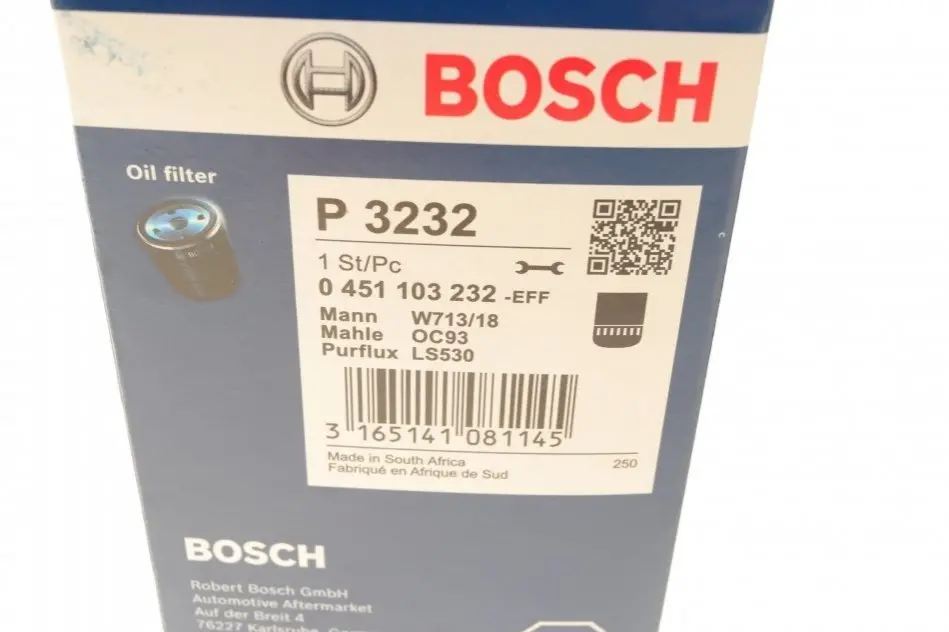 BOSCH
Oil filter
P 3232
1 St/Pc
0 451 103 232 -EFF
Mann W713/18
Mahle OC93
Purflux LS530
3 165141 081145
Made in South Africa
Fabriqué en Afrique de Sud
250
BOSCH
Robert Bosch GmbH
Automotive Aftermarket
Auf der Breit 4
76227 Karlsruhe,